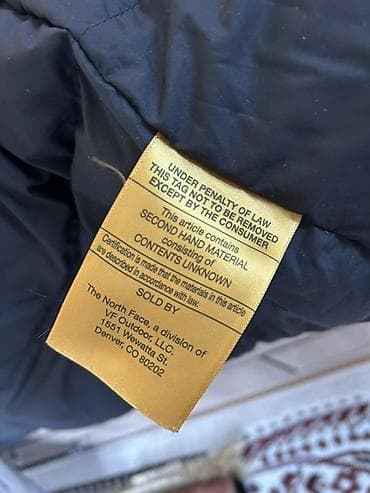 UNDER PENALTY OF LAW
THIS TAG NOT TO BE REMOVED
EXCEPT BY THE CONSUMER
This article contains
SECOND HAND MATERIAL
consisting of
CONTENTS UNKNOWN
Certification is made that the materials in this article
are described in accordance with law.
SOLD BY
The North Face, a division of
VF Outdoor, LLC.
1551 Wewatta St.
Denver, CO 80202